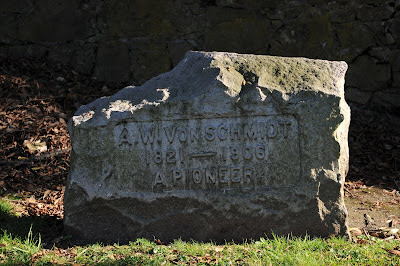 A.W. VON SCHMIDT
1821 — 1906
A PIONEER